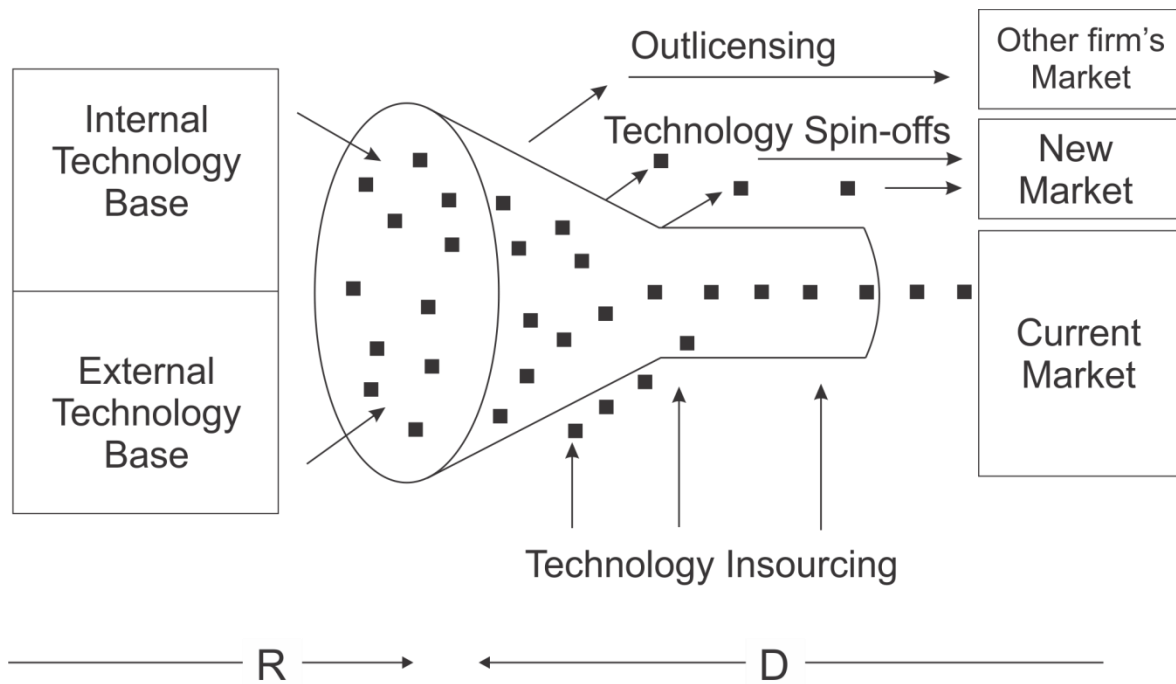 Internal
Technology
Base
External
Technology
Base
Outlicensing
Technology Spin-offs
Other firm's
Market
New
Market
Current
Market
Technology Insourcing
R
D